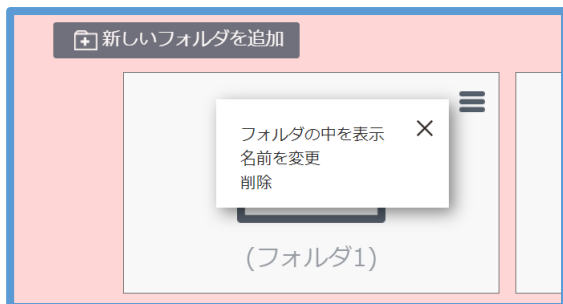 新しいフォルダを追加
フォルダの中を表示
名前を変更
削除
(フォルダ1)